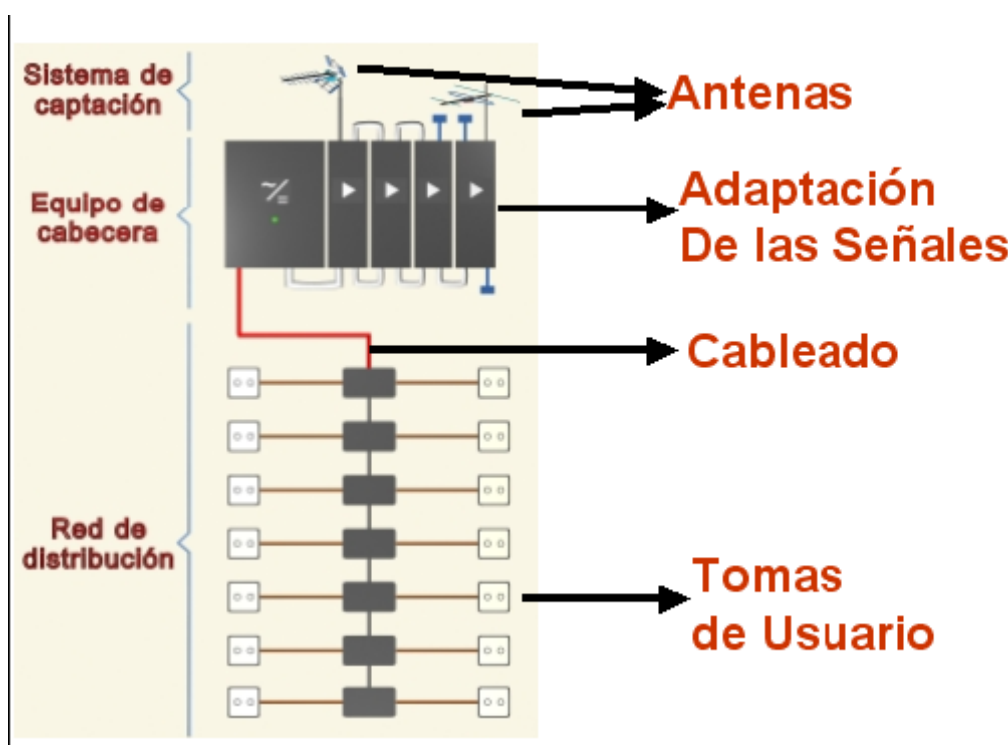 Sistema de
captación
Antenas
Equipo de
cabecera
Adaptación
De las Señales
Cableado
Red de
distribución
Tomas
de Usuario